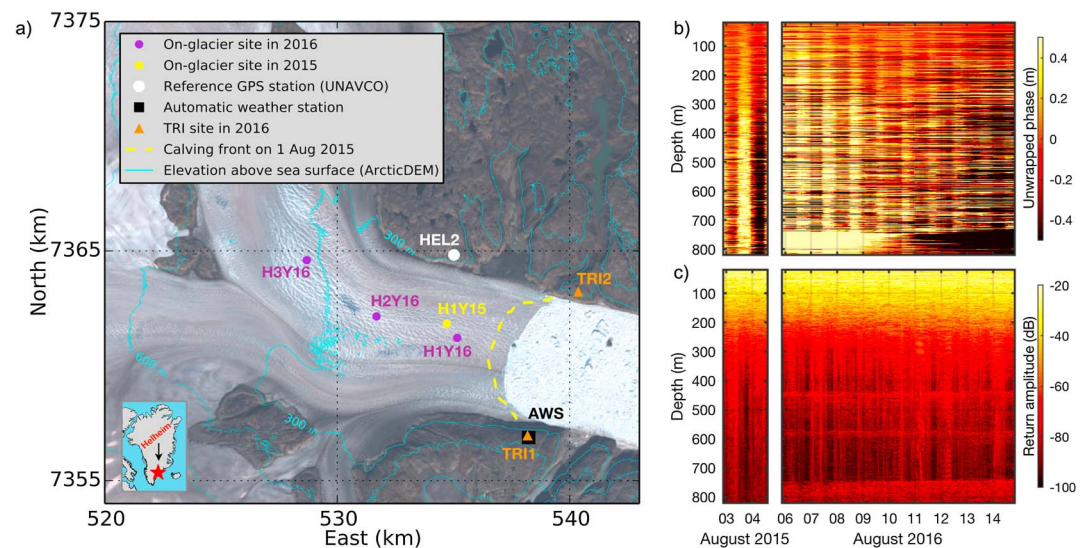 a)
7375
7365
7355
North (km)
On-glacier site in 2016
On-glacier site in 2015
Reference GPS station (UNAVCO)
Automatic weather station
TRI site in 2016
Calving front on 1 Aug 2015
Elevation above sea surface (ArcticDEM)
300 m
HEL2
H3Y16
TRI2
H2Y16
H1Y15
H1Y16
600 m
AWS
300 m
TRI1
Helheim
520
530
540
East (km)
b)
100
200
300
400
500
600
700
800
Depth (m)
0.4
0.2
0
-0.2
-0.4
Unwrapped phase (m)
c)
100
200
300
400
500
600
700
800
Depth (m)
-20
-40
-60
-80
-100
Return amplitude (dB)
03 04 06 07 08 09 10 11 12 13 14
August 2015 August 2016